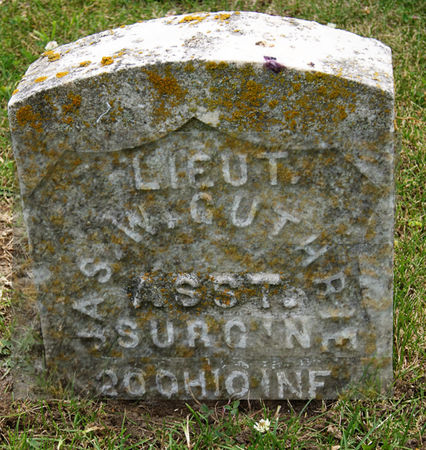 LIEUT.
JAS. W. GUTHRIE
ASST.
SURG'N
20 OHIO INF